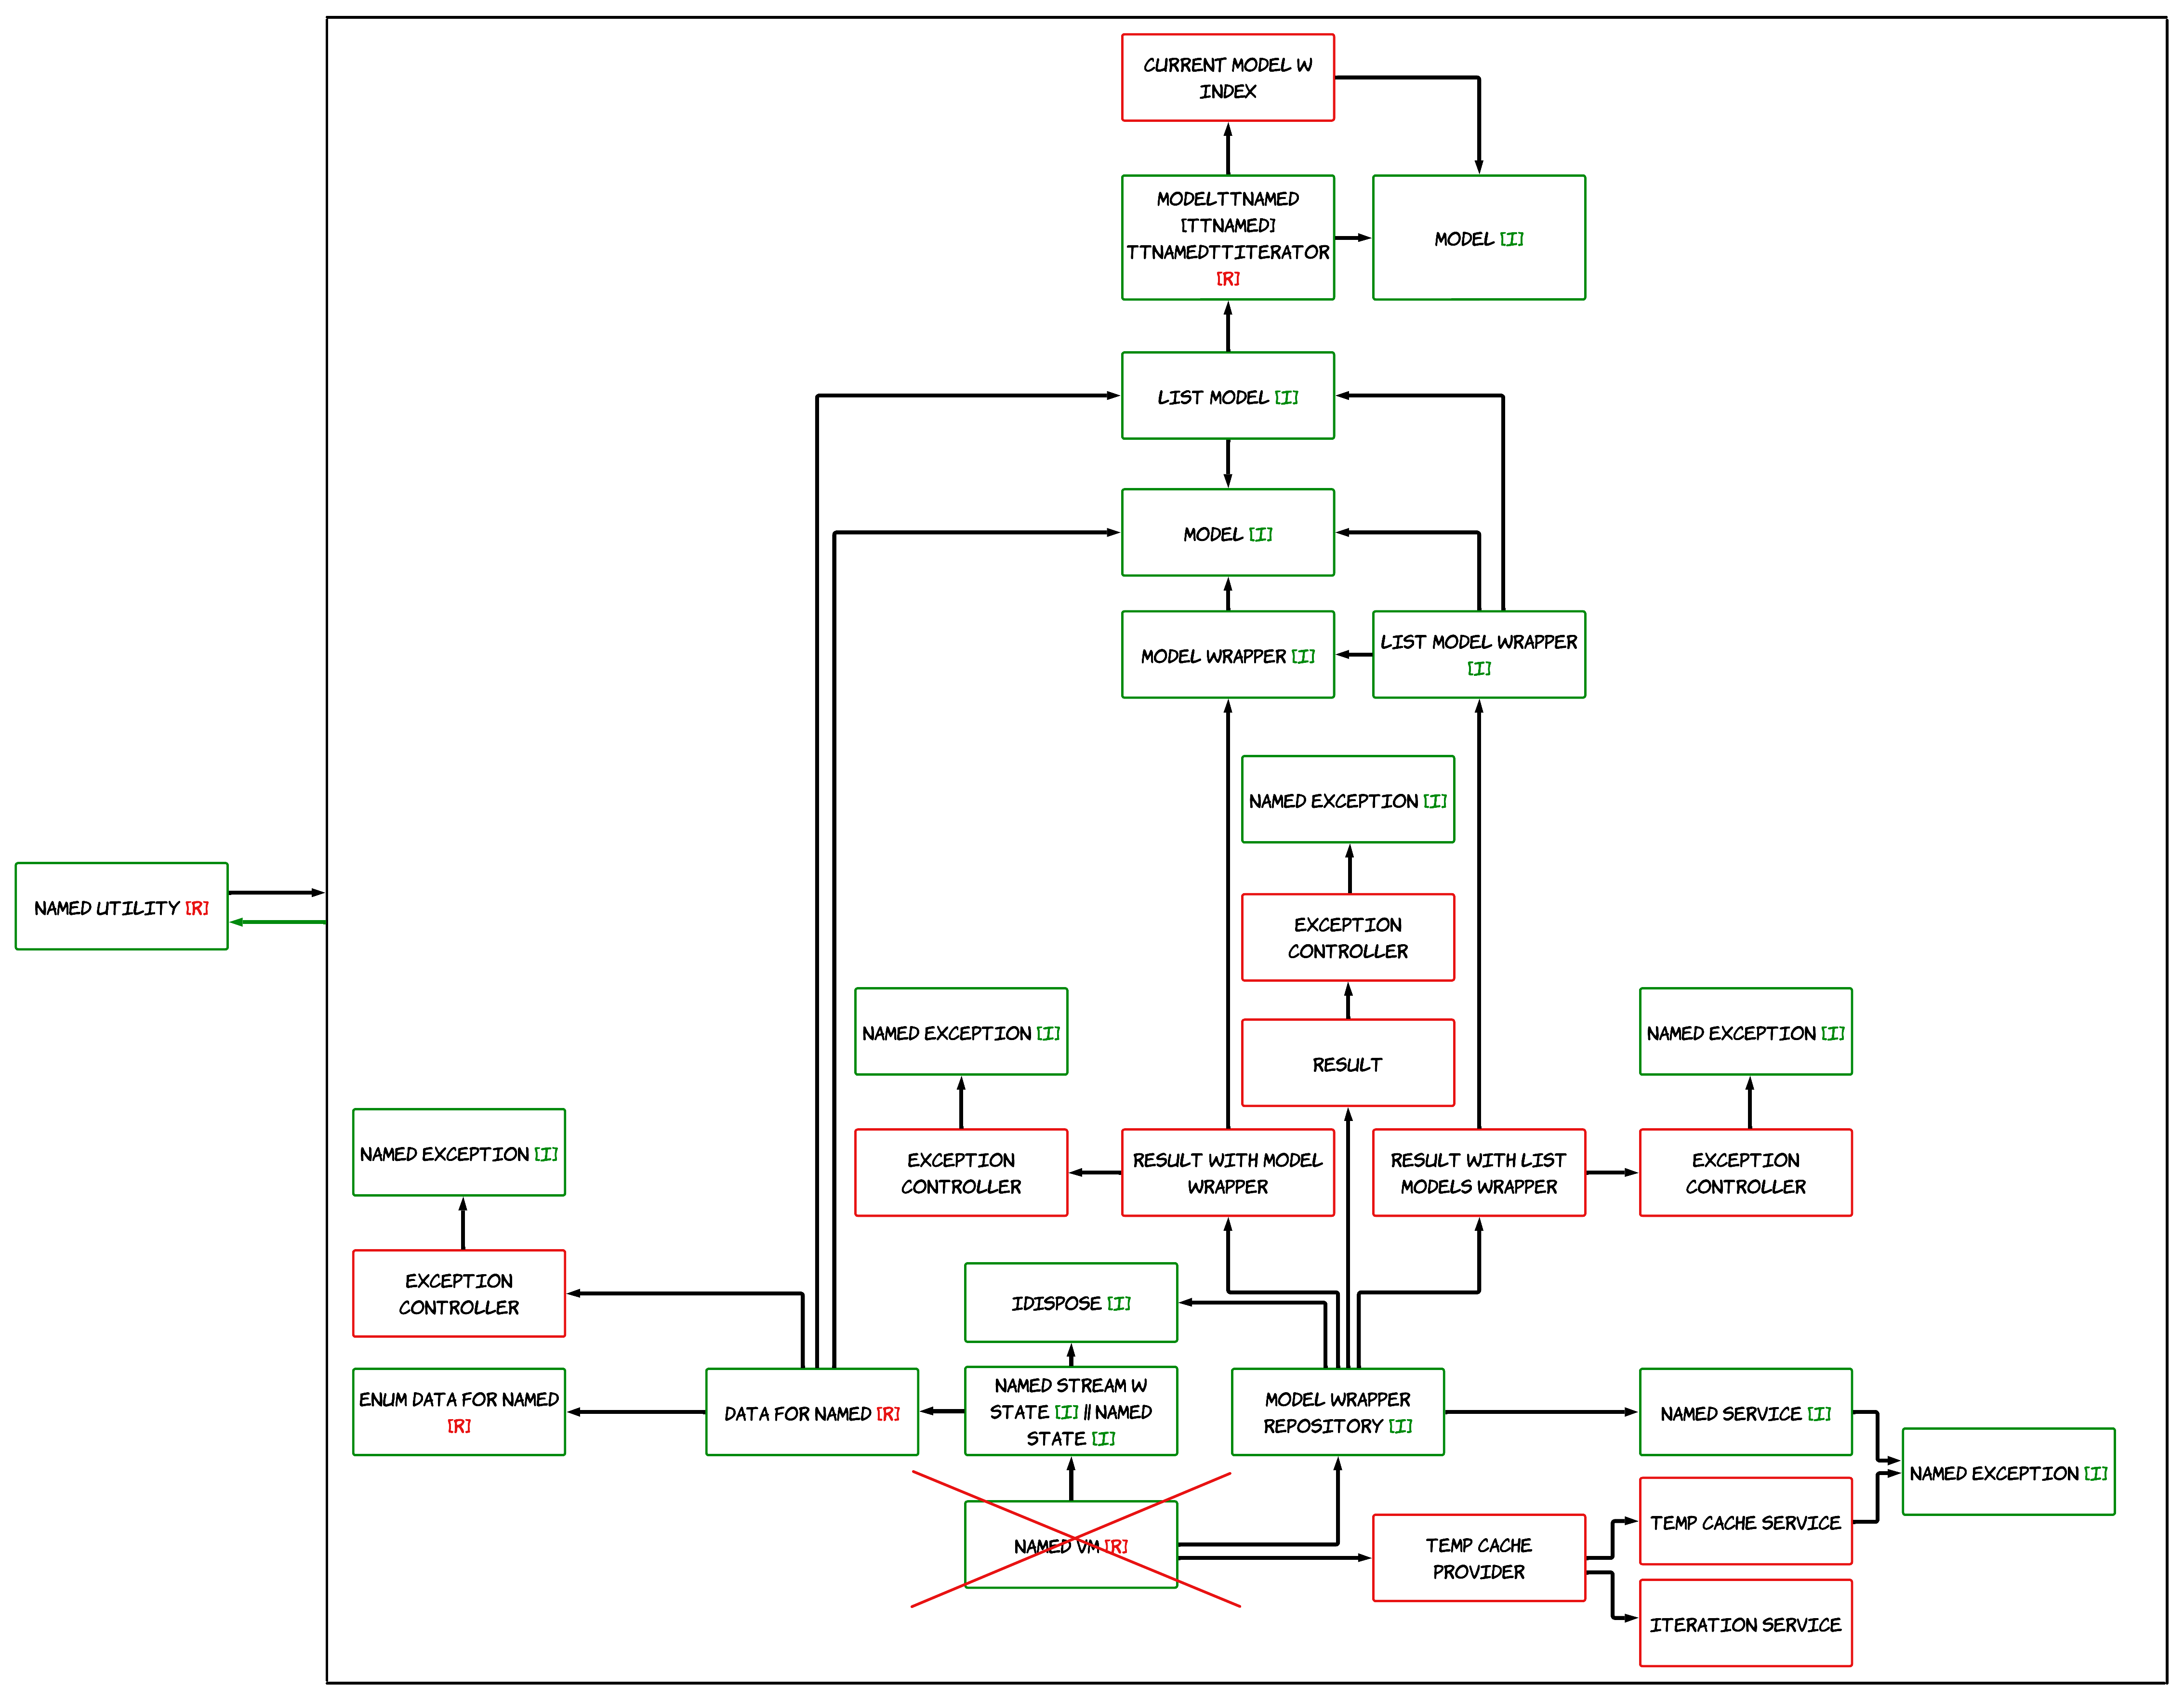 CURRENT MODEL W
INDEX
MODELTTNAMED
[TTNAMED]
TTNAMEDTTITERATOR
[R]
MODEL [I]
LIST MODEL [I]
MODEL [I]
MODEL WRAPPER [I]
LIST MODEL WRAPPER
[I]
NAMED EXCEPTION [I]
NAMED UTILITY [R]
EXCEPTION
CONTROLLER
NAMED EXCEPTION [I]
RESULT
NAMED EXCEPTION [I]
NAMED EXCEPTION [I]
EXCEPTION
CONTROLLER
RESULT WITH MODEL
WRAPPER
RESULT WITH LIST
MODELS WRAPPER
EXCEPTION
CONTROLLER
EXCEPTION
CONTROLLER
IDISPOSE [I]
ENUM DATA FOR NAMED
[R]
DATA FOR NAMED [R]
NAMED STREAM W
STATE [I] || NAMED
STATE [I]
MODEL WRAPPER
REPOSITORY [I]
NAMED SERVICE [I]
NAMED EXCEPTION [I]
NAMED VM [R]
TEMP CACHE
PROVIDER
TEMP CACHE SERVICE
ITERATION SERVICE